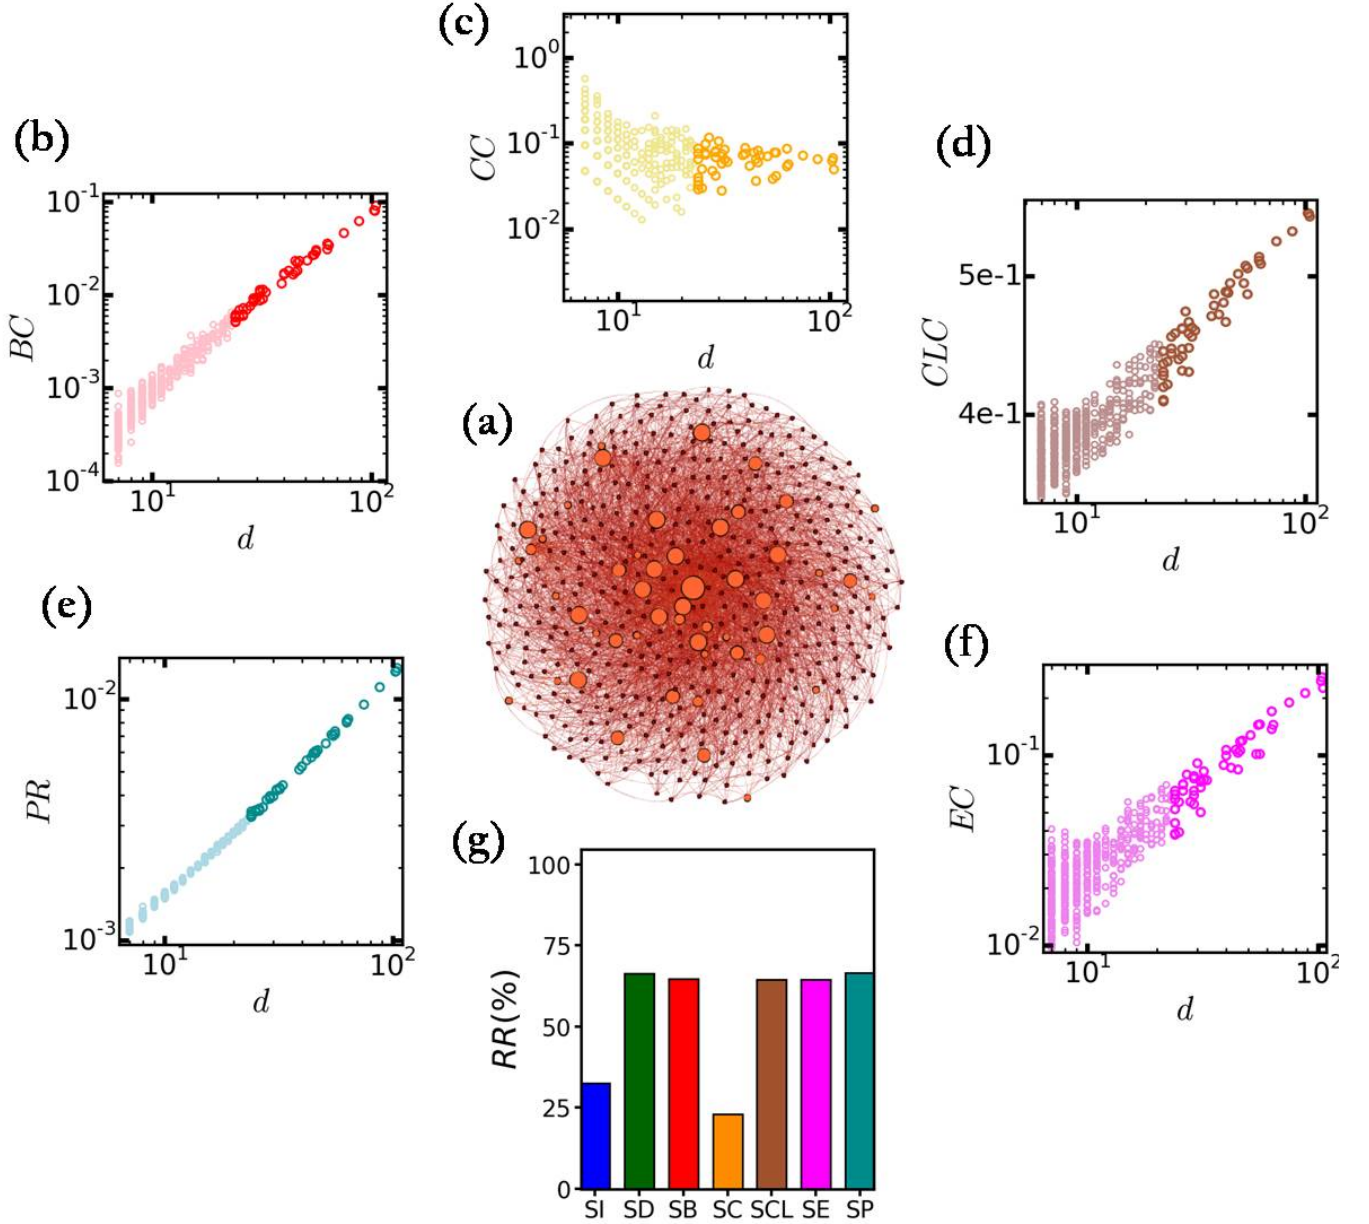 (c)
10^0
10^-1
10^-2
CC
10^1
10^2
d
(b)
10^-1
10^-2
10^-3
10^-4
BC
10^1
10^2
d
(d)
5e-1
4e-1
CLC
10^1
10^2
d
(a)
(e)
10^-2
10^-3
PR
10^1
10^2
d
(f)
10^-1
10^-2
EC
10^1
10^2
d
(g)
100
75
50
25
0
RR(%)
SI SD SB SC SCL SE SP